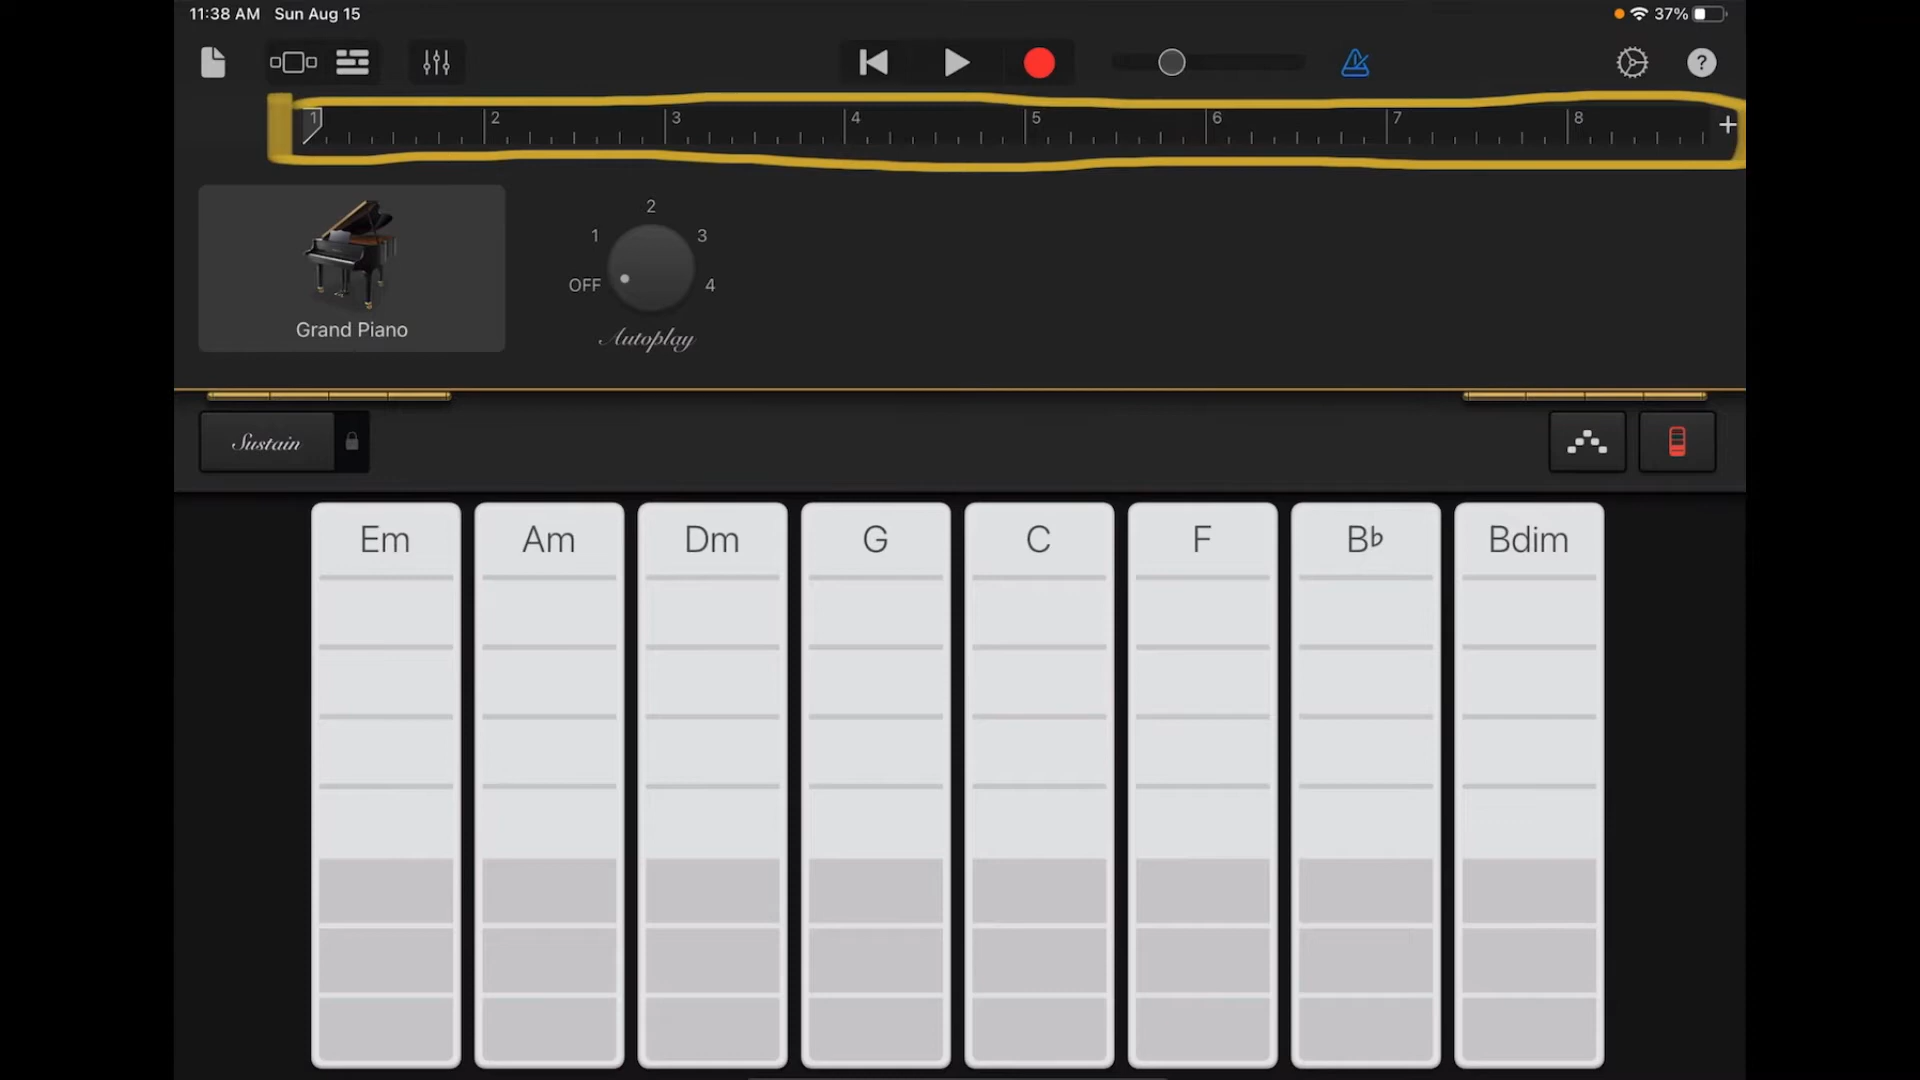 11:38 AM Sun Aug 15 37%
?
1 2 3 4 5 6 7 8 +
2
1 3
OFF 4
Grand Piano Autoplay
Sustain
Em Am Dm G C F B♭ Bdim